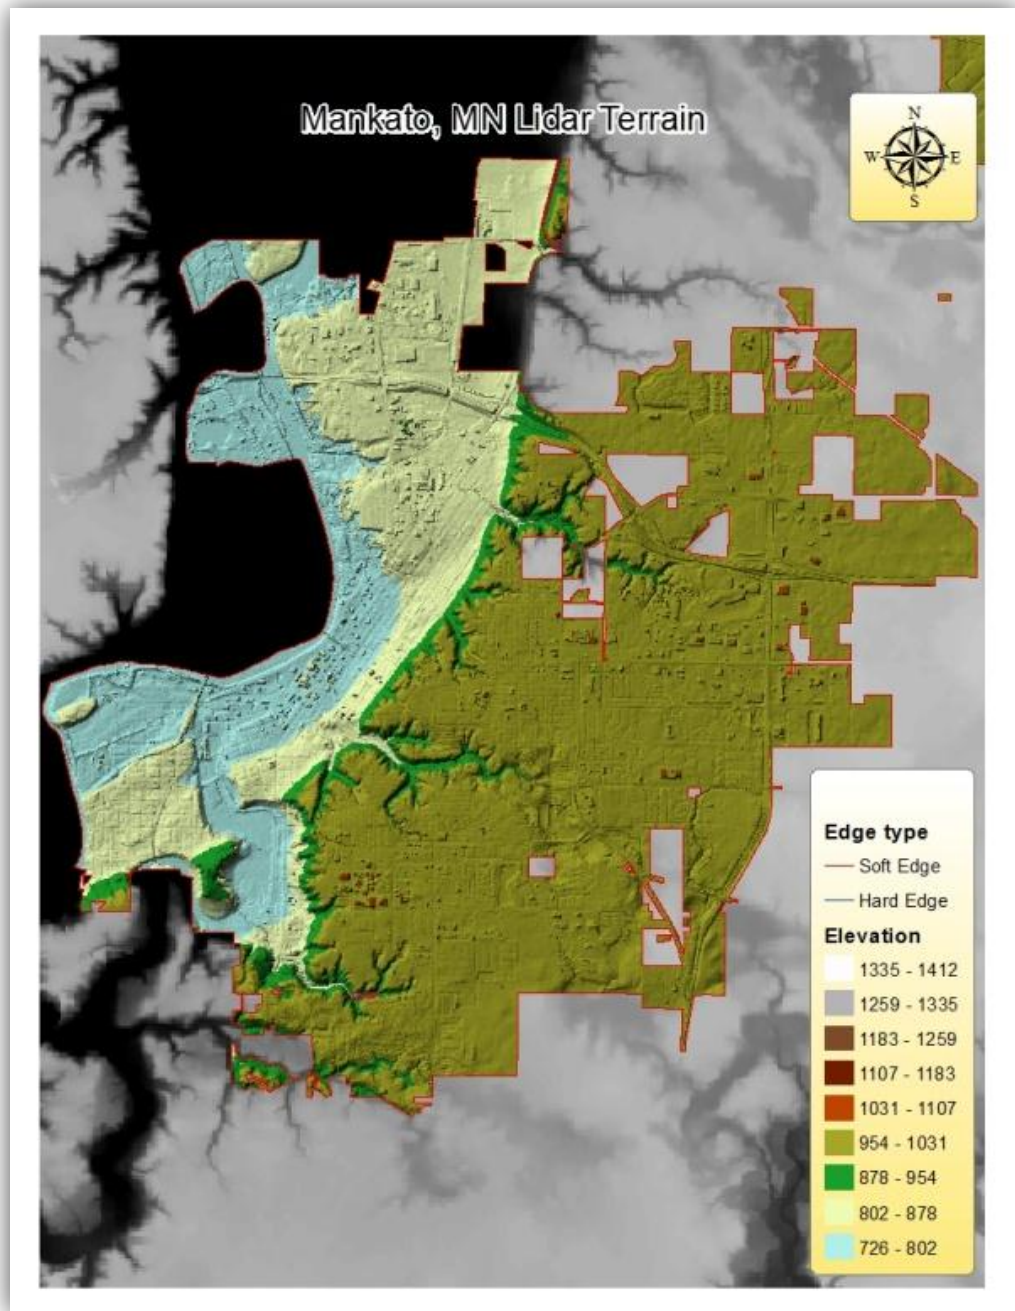 Mankato, MN Lidar Terrain
N
W E
S
Edge type
Soft Edge
Hard Edge
Elevation
1335 - 1412
1259 - 1335
1183 - 1259
1107 - 1183
1031 - 1107
954 - 1031
878 - 954
802 - 878
726 - 802